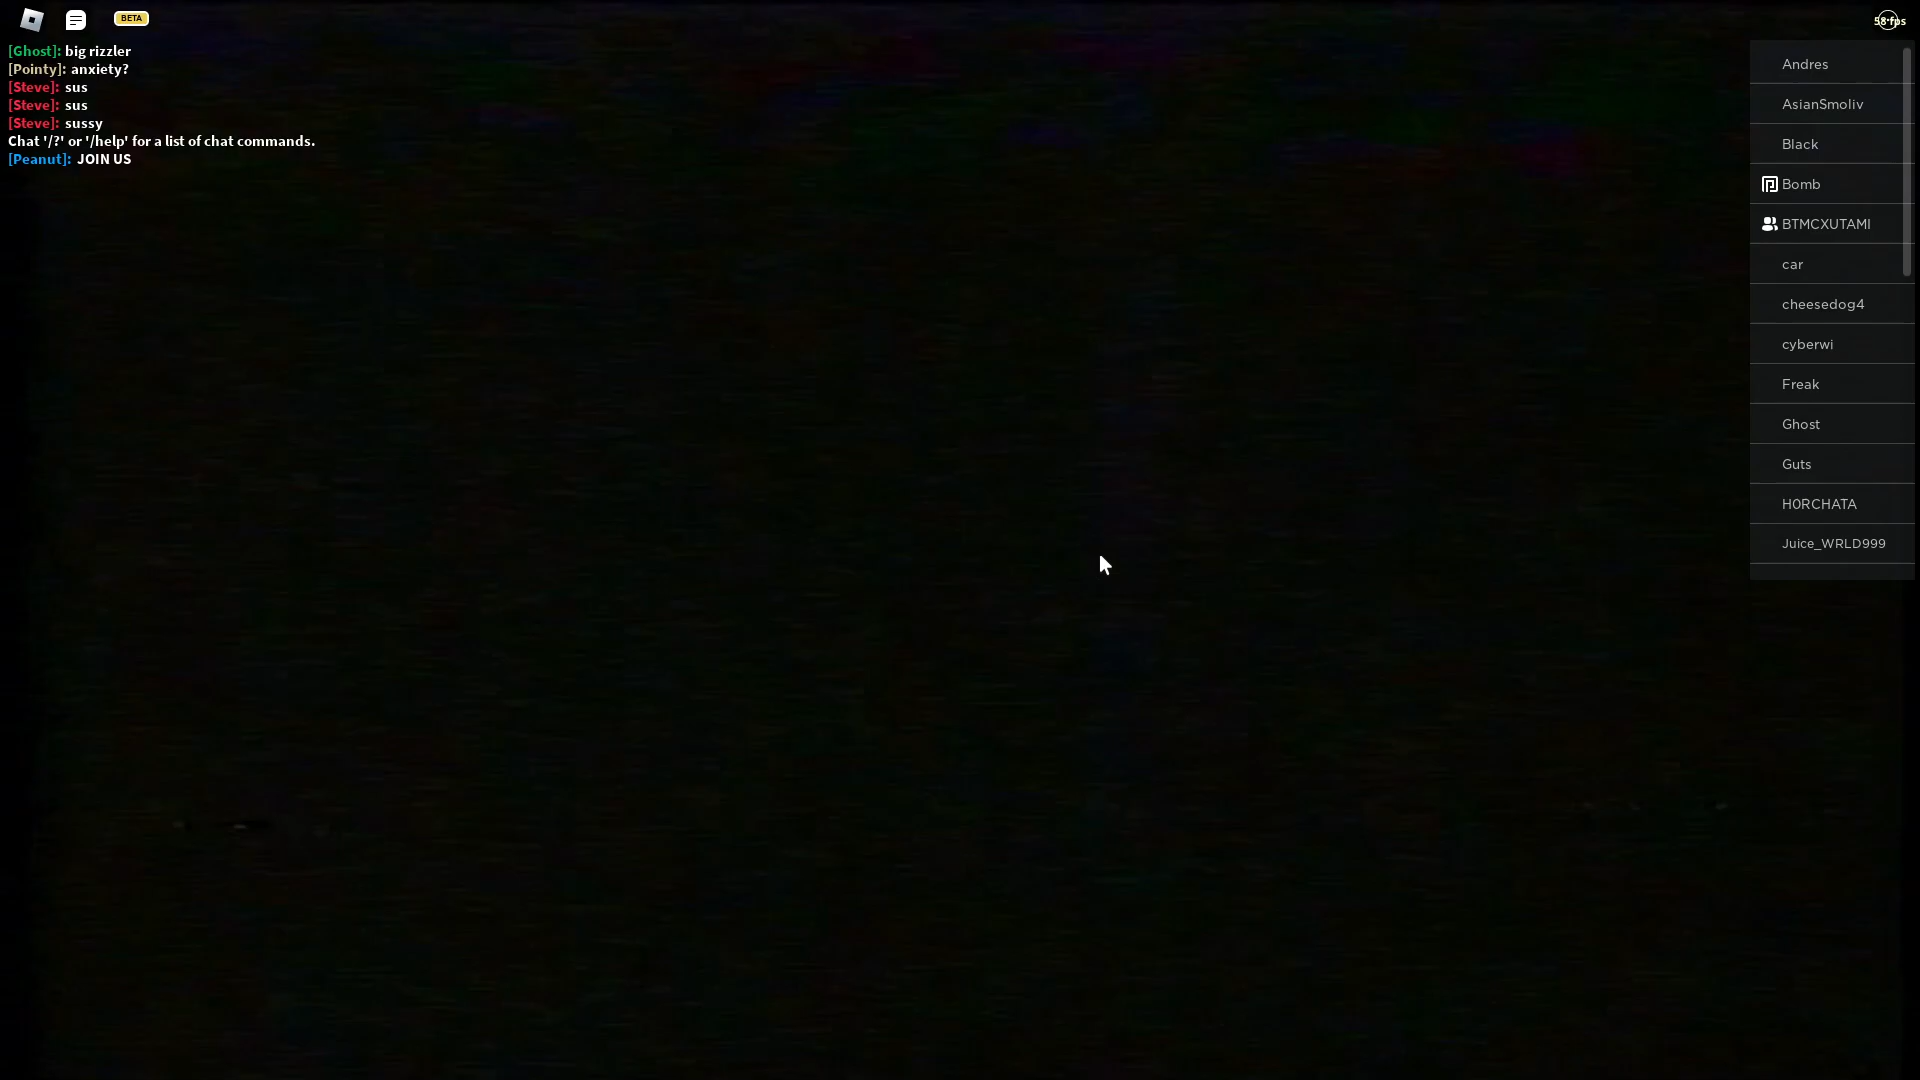 BETA
58 fps
[Ghost]: big rizzler
[Pointy]: anxiety?
[Steve]: sus
[Steve]: sus
[Steve]: sussy
Chat '/?' or '/help' for a list of chat commands.
[Peanut]: JOIN US
Andres
AsianSmoliv
Black
Bomb
BTMCXUTAMI
car
cheesedog4
cyberwi
Freak
Ghost
Guts
H0RCHATA
Juice_WRLD999